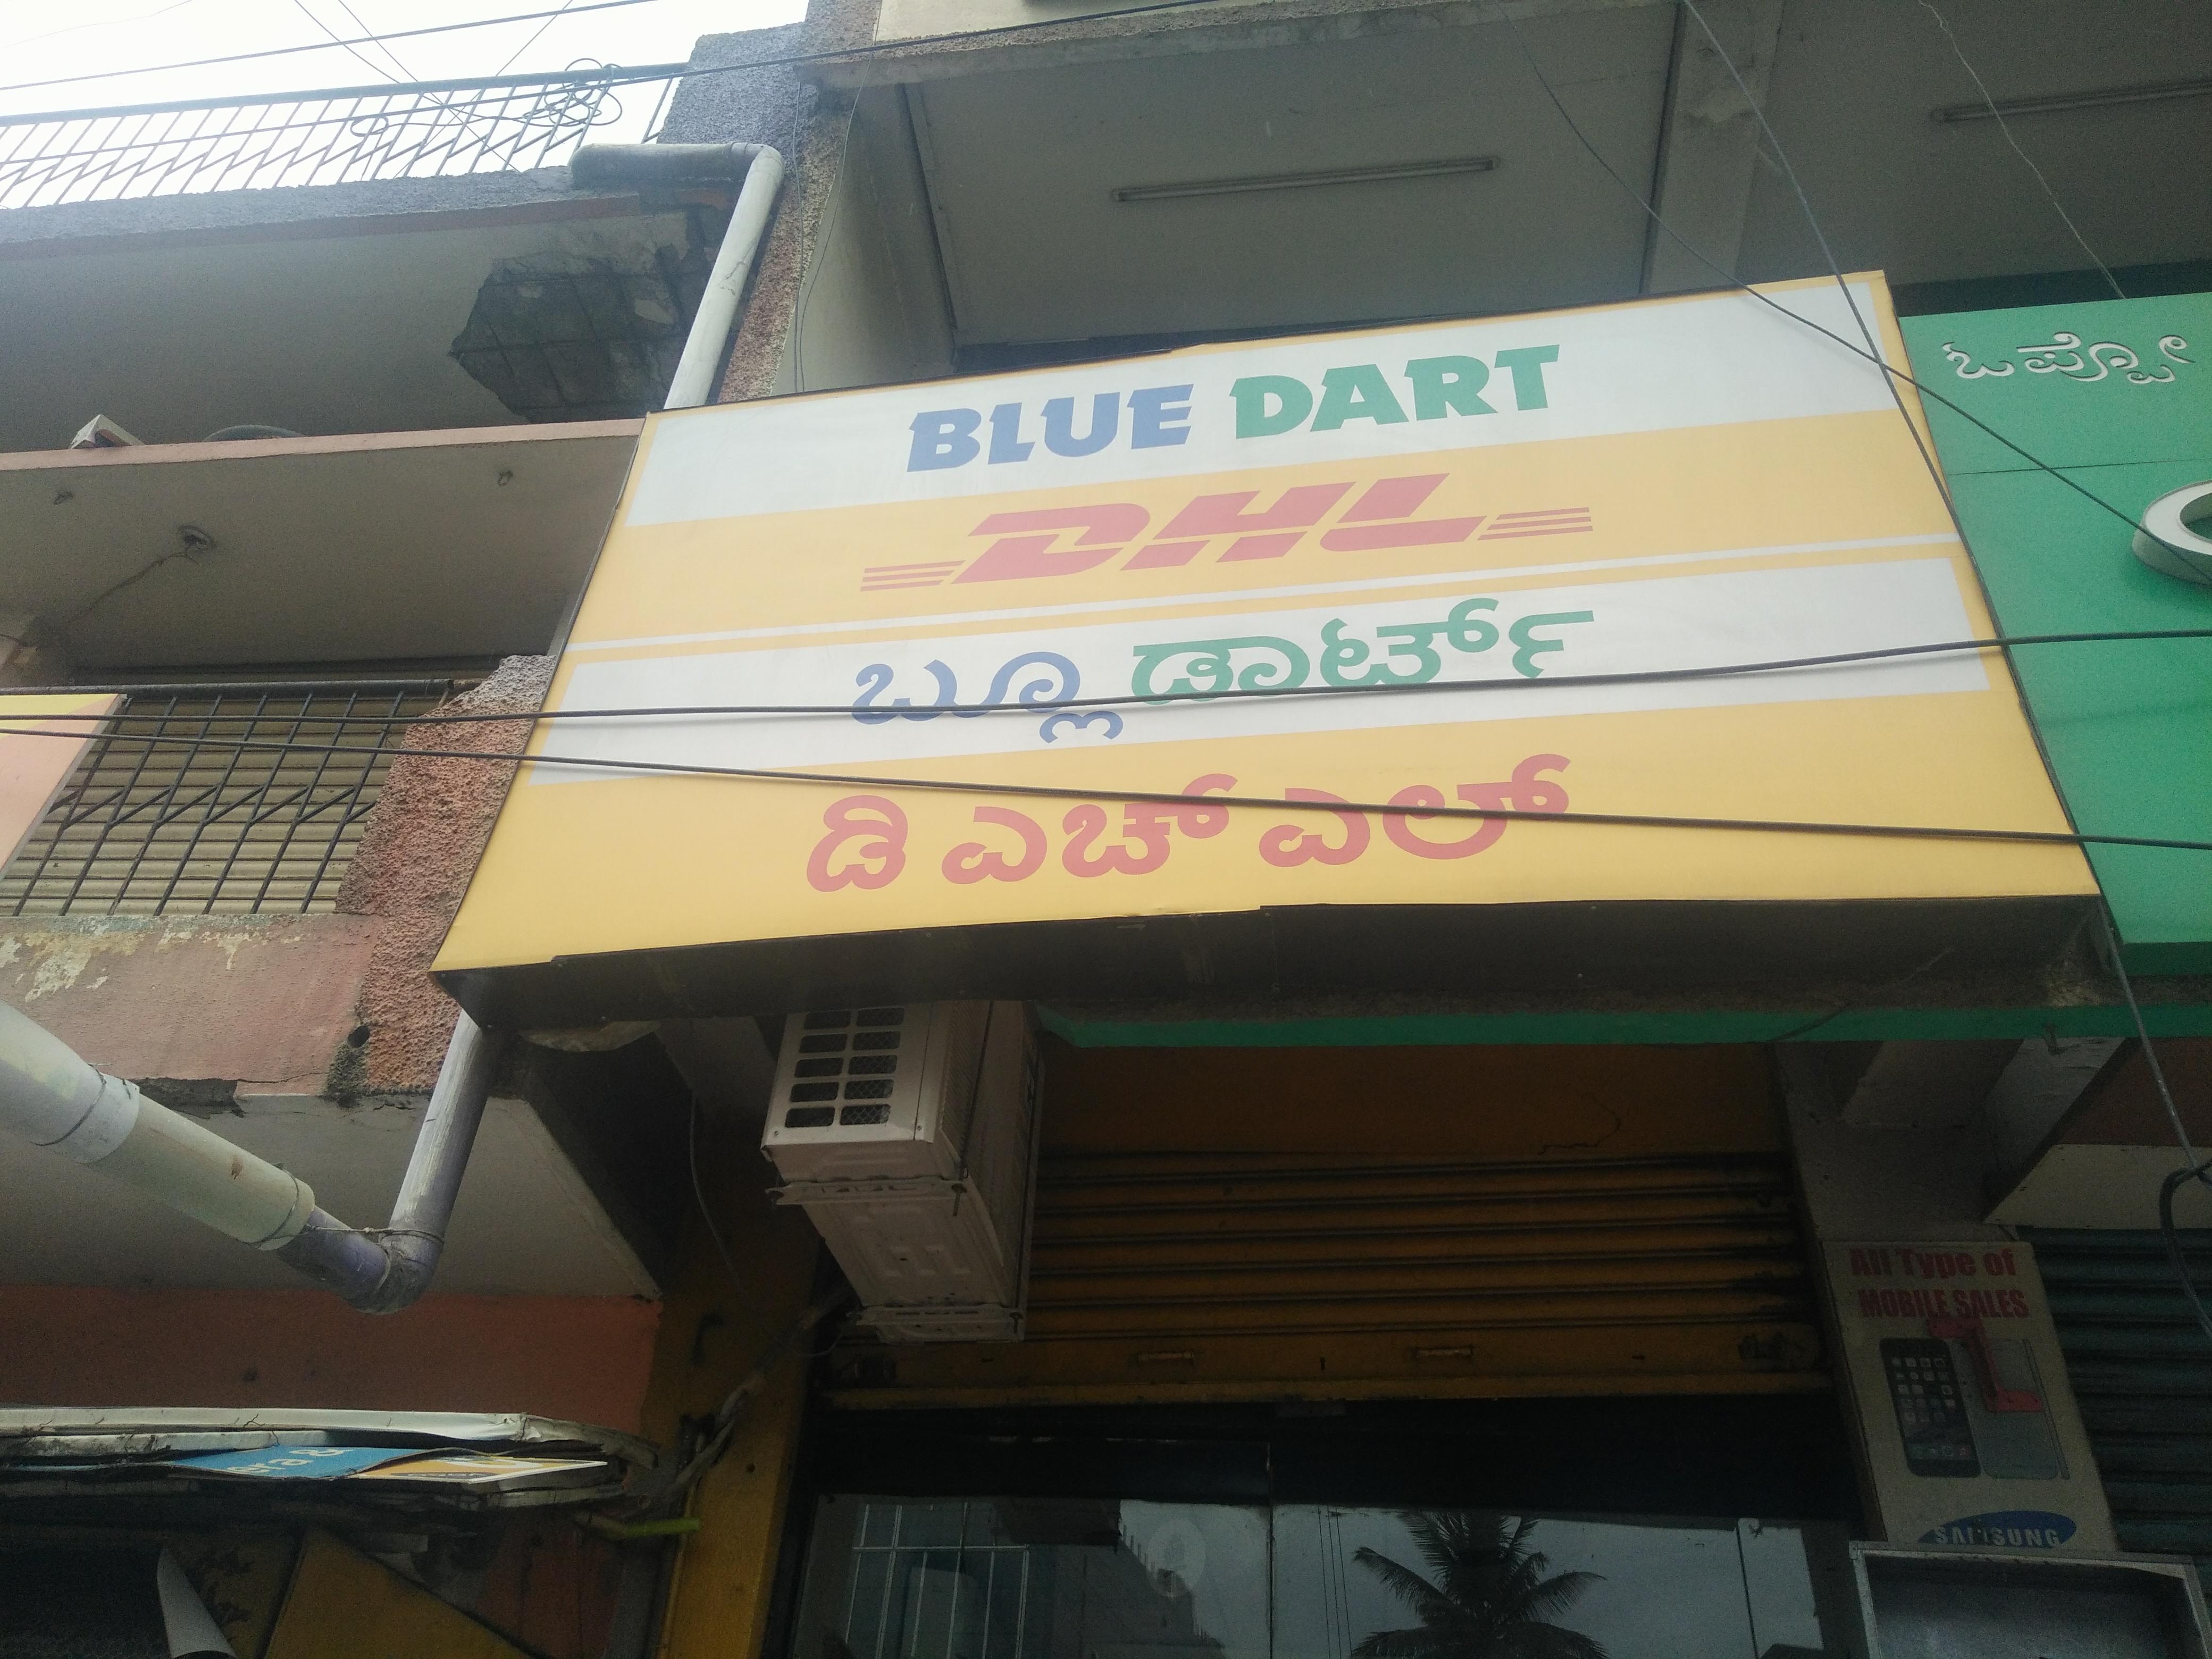 BLUE DART
DHL
ಬ್ಲೂ ಡಾರ್ಟ್
ಡಿ ಎಚ್ ಎಲ್
ಒಪ್ಪೋ
All Type of
MOBILE SALES
SAMSUNG